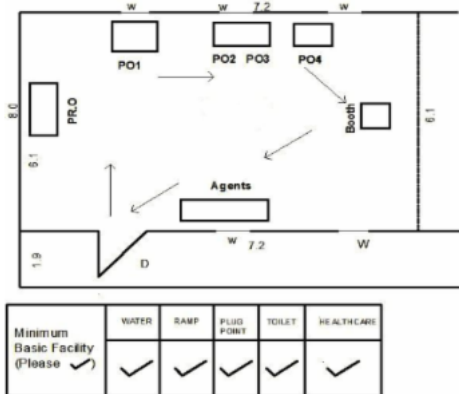 w w w
7.2
PO1 PO2 PO3 PO4
8.0
PR.O
6.1
Booth
6.1
Agents
1.9
D
w 7.2 W
WATER RAMP PLUG POINT TOILET HEALTHCARE
Minimum
Basic Facility
(Please ✓)
✓ ✓ ✓ ✓ ✓